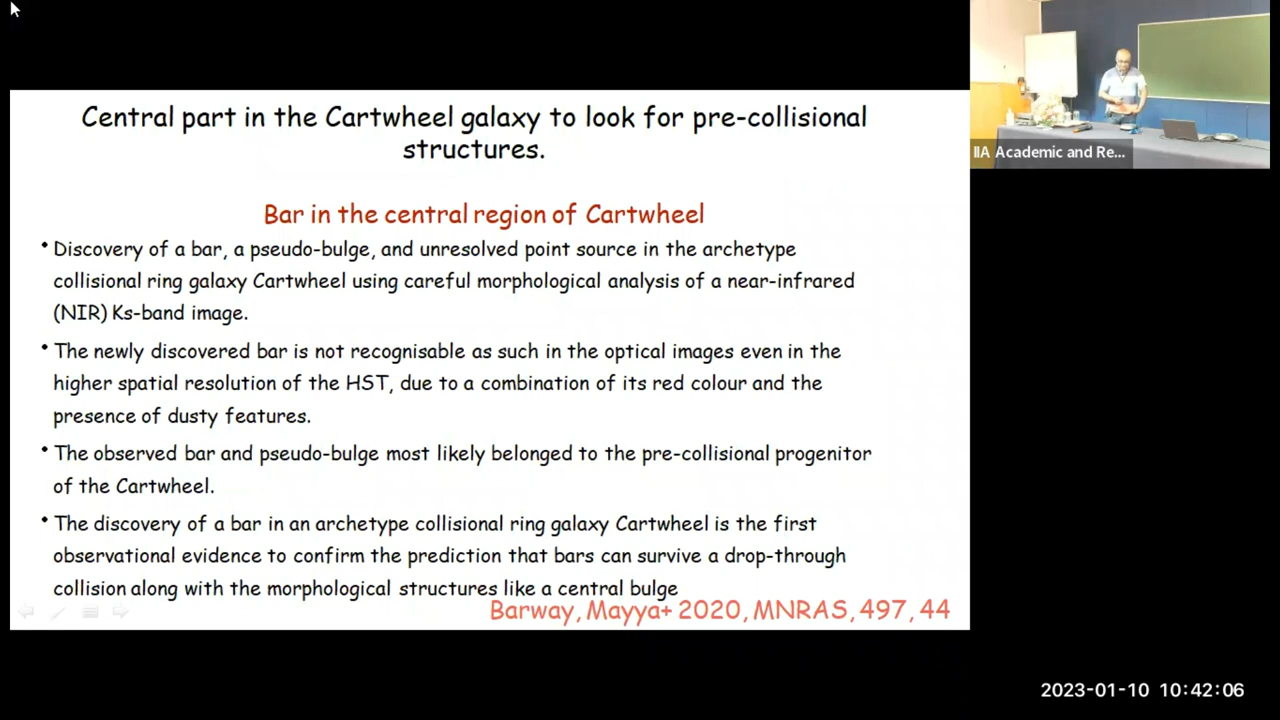 Central part in the Cartwheel galaxy to look for pre-collisional
structures.
Bar in the central region of Cartwheel
• Discovery of a bar, a pseudo-bulge, and unresolved point source in the archetype
collisional ring galaxy Cartwheel using careful morphological analysis of a near-infrared
(NIR) Ks-band image.
• The newly discovered bar is not recognisable as such in the optical images even in the
higher spatial resolution of the HST, due to a combination of its red colour and the
presence of dusty features.
• The observed bar and pseudo-bulge most likely belonged to the pre-collisional progenitor
of the Cartwheel.
• The discovery of a bar in an archetype collisional ring galaxy Cartwheel is the first
observational evidence to confirm the prediction that bars can survive a drop-through
collision along with the morphological structures like a central bulge
Barway, Mayya+ 2020, MNRAS, 497, 44
IIA Academic and Re...
2023-01-10 10:42:06